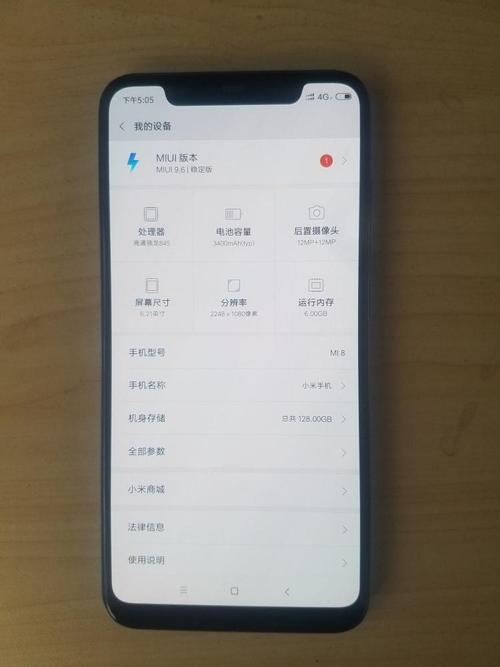 下午5:05 4G
我的设备
MIUI 版本
MIUI 9.6 | 稳定版
1
处理器 电池容量 后置摄像头
高通骁龙845 3400mAh(typ) 12MP+12MP
屏幕尺寸 分辨率 运行内存
6.21英寸 2248 x 1080像素 6.00GB
手机型号 MI 8
手机名称 小米手机
机身存储 总共 128.00GB
全部参数
小米商城
法律信息
使用说明